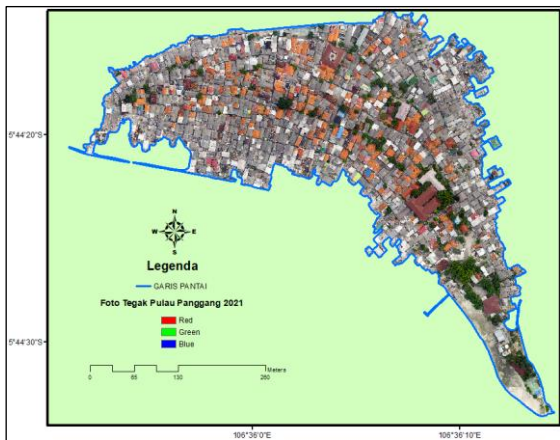 5°44'20"S
N
W E
S
Legenda
GARIS PANTAI
Foto Tegak Pulau Panggang 2021
Red
Green
Blue
5°44'30"S
Meters
0 65 130 260
106°36'0"E 106°36'10"E